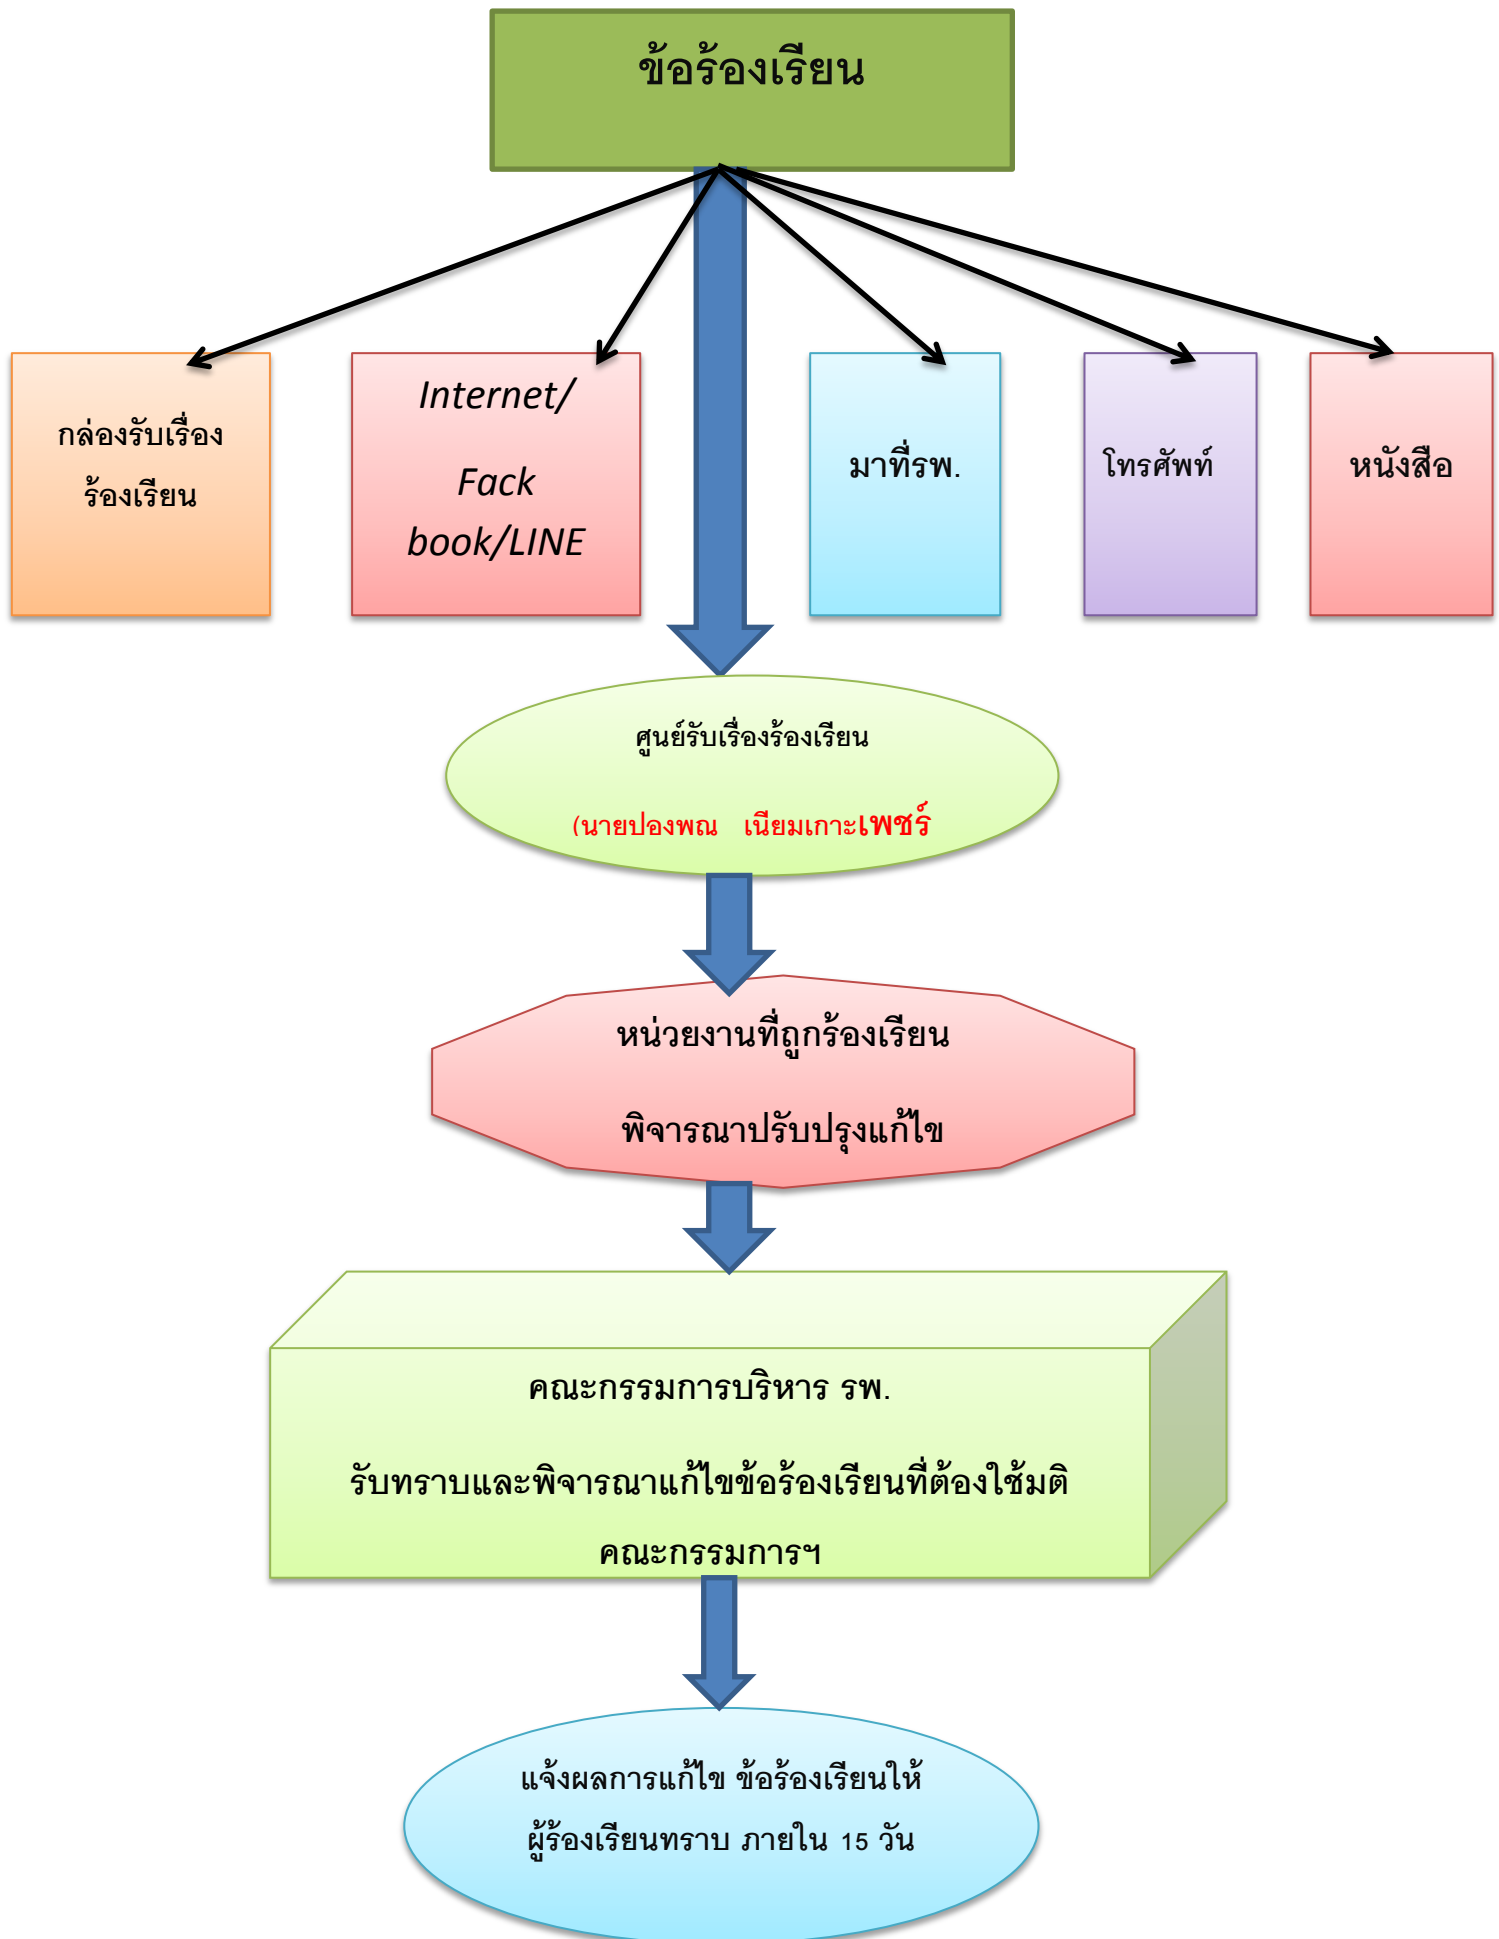 ข้อร้องเรียน
กล่องรับเรื่อง
ร้องเรียน
Internet/
Fack
book/LINE
มาที่รพ.
โทรศัพท์
หนังสือ
ศูนย์รับเรื่องร้องเรียน
(นายปองพณ เนียมเกาะเพชร์
หน่วยงานที่ถูกร้องเรียน
พิจารณาปรับปรุงแก้ไข
คณะกรรมการบริหาร รพ.
รับทราบและพิจารณาแก้ไขข้อร้องเรียนที่ต้องใช้มติ
คณะกรรมการฯ
แจ้งผลการแก้ไข ข้อร้องเรียนให้
ผู้ร้องเรียนทราบ ภายใน 15 วัน